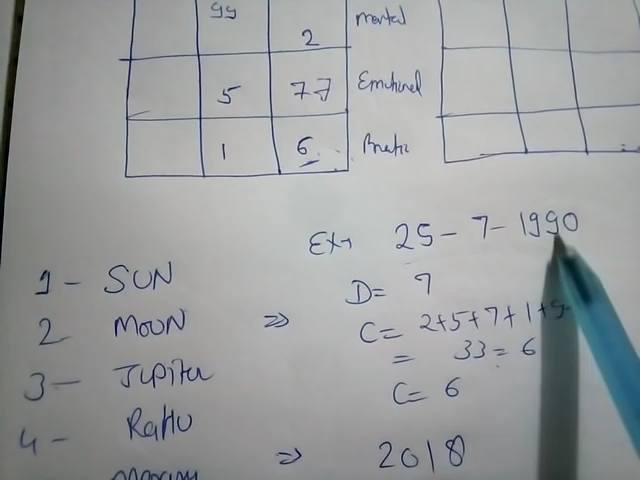 99
2
Mental
5
77
Emotional
1
6
Ex→ 25 - 7 - 1990
1 - SUN
D= 7
2 MOON ⇒
C= 2+5+7+1+9
= 33 = 6
3 - Jupiter
C= 6
4 - RaHU
⇒ 2018